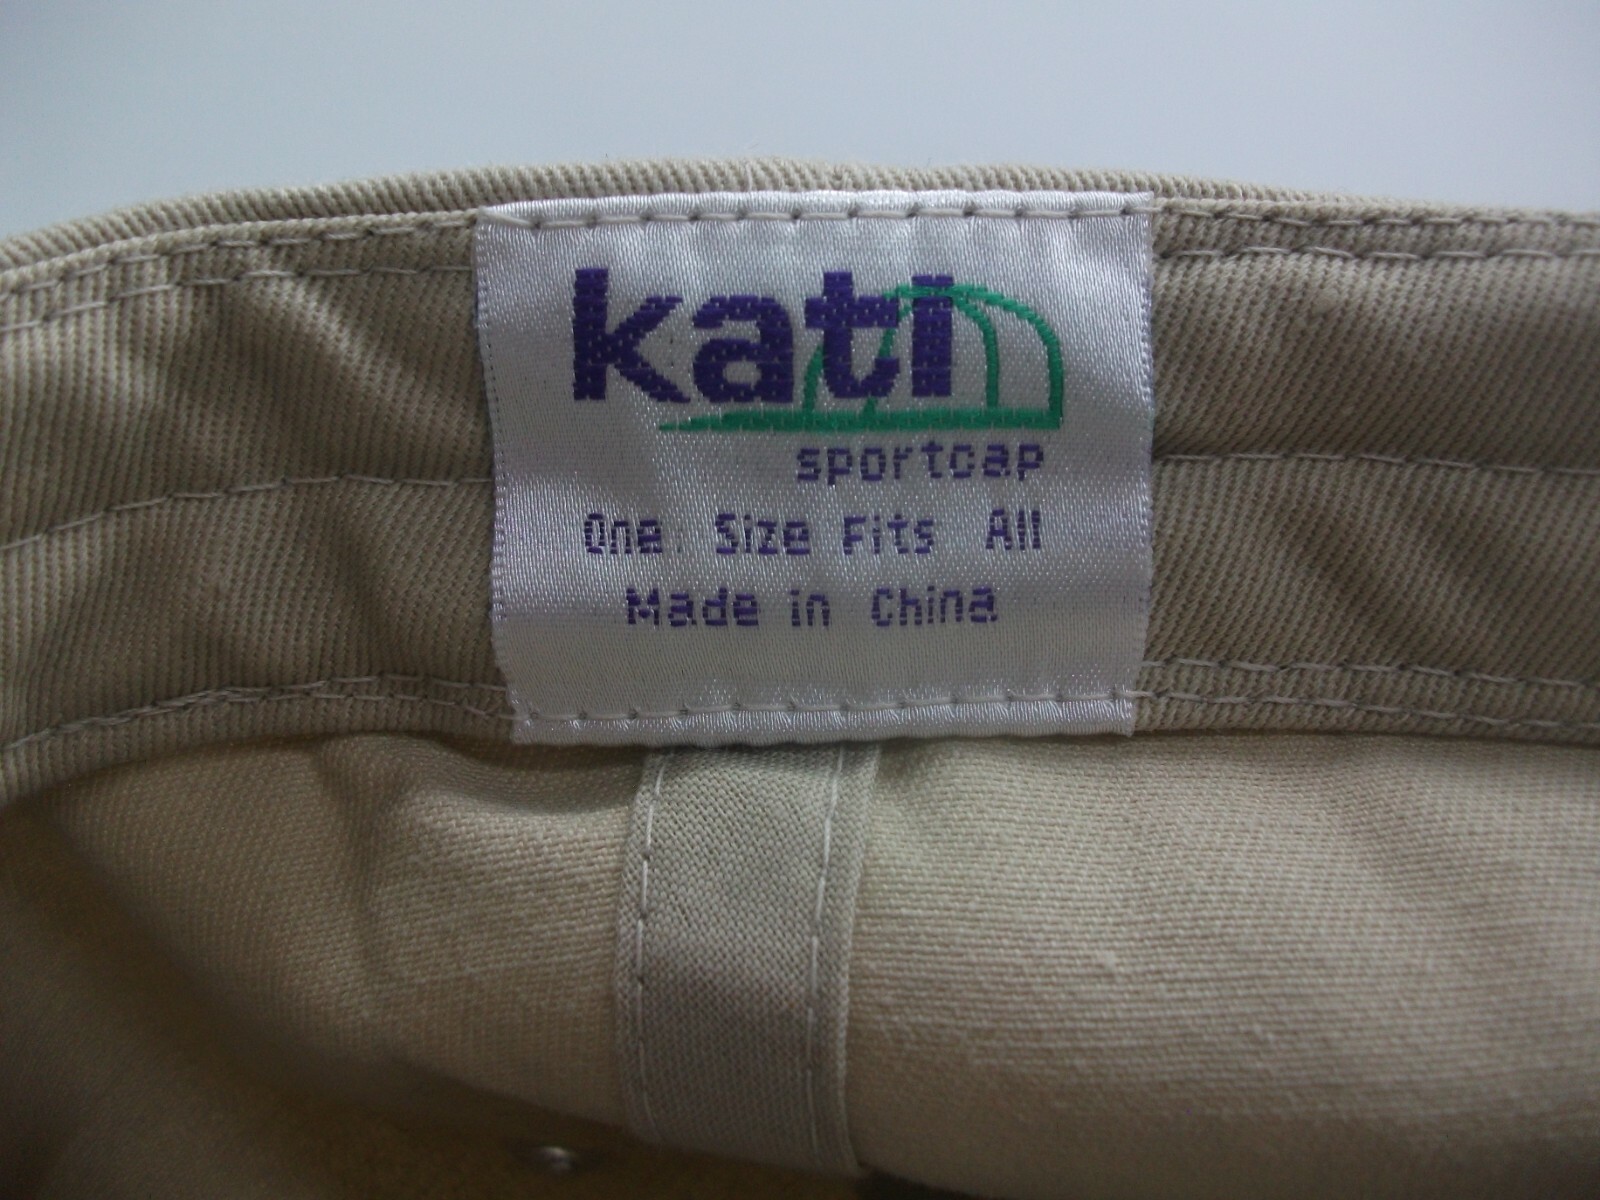 kati
sportcap
One Size Fits All
Made in China